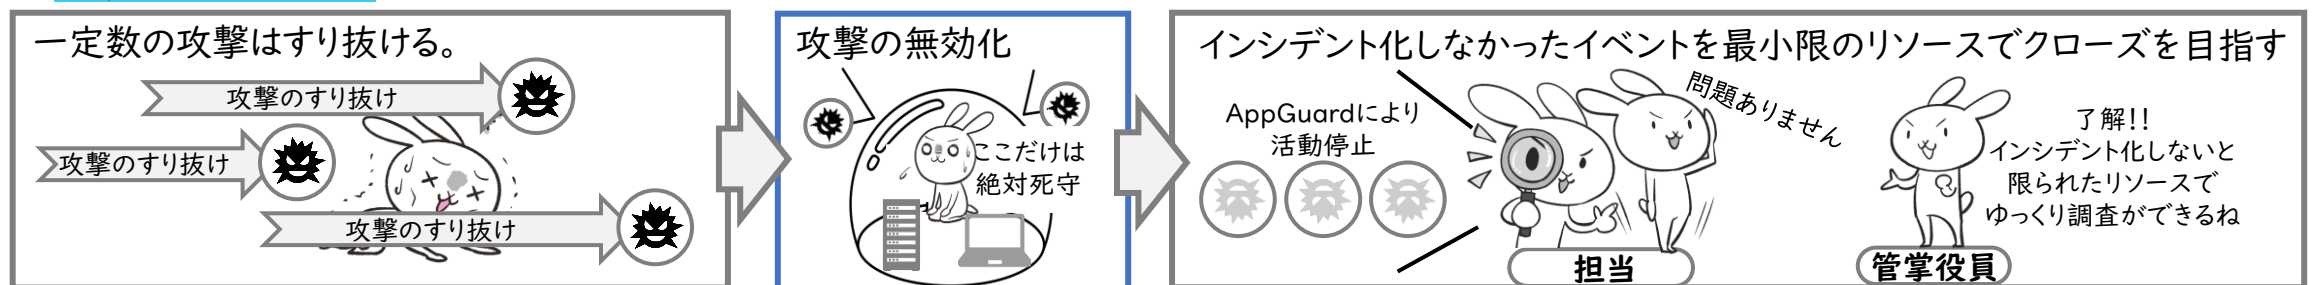 一定数の攻撃はすり抜ける。
攻撃のすり抜け
攻撃のすり抜け
攻撃のすり抜け
攻撃の無効化
ここだけは
絶対死守
インシデント化しなかったイベントを最小限のリソースでクローズを目指す
AppGuardにより
活動停止
問題ありません
担当
了解!!
インシデント化しないと
限られたリソースで
ゆっくり調査ができるね
管掌役員